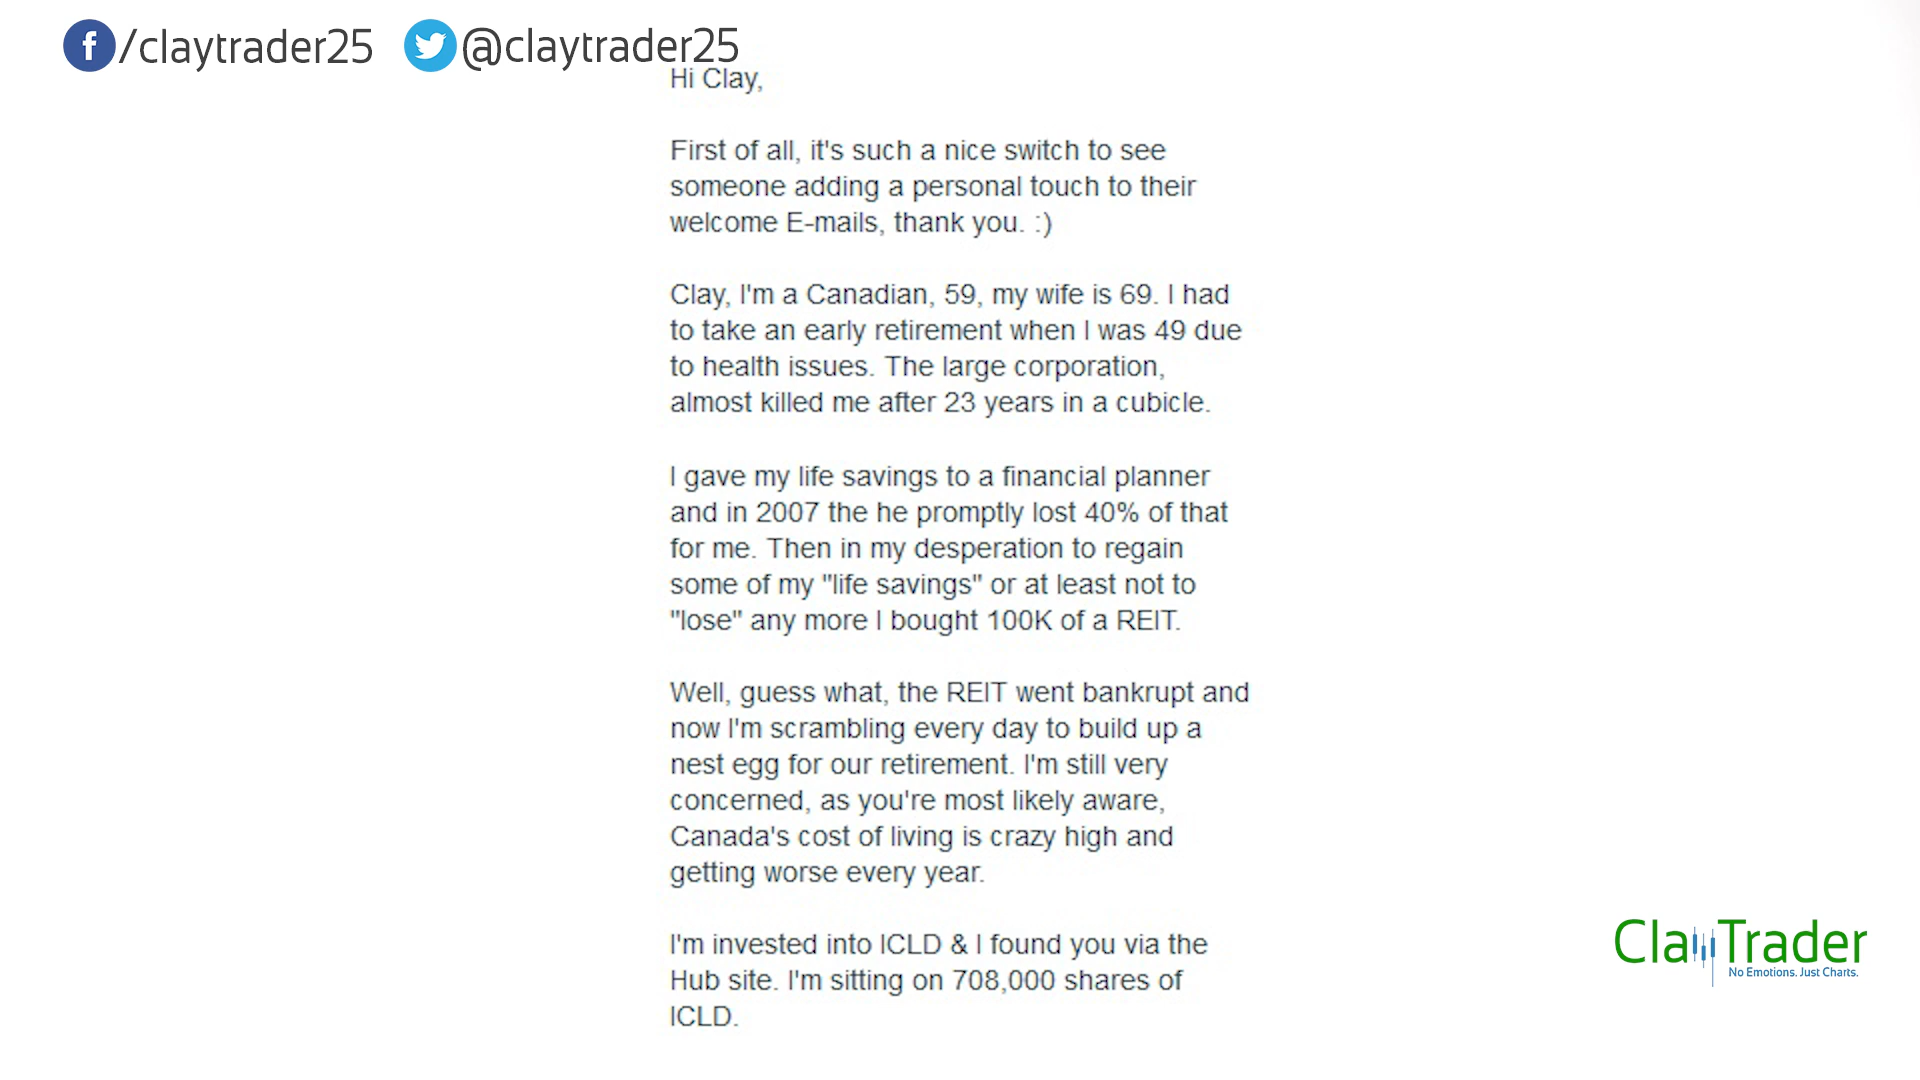 /claytrader25 @claytrader25
Hi Clay,
First of all, it's such a nice switch to see
someone adding a personal touch to their
welcome E-mails, thank you. :)
Clay, I'm a Canadian, 59, my wife is 69. I had
to take an early retirement when I was 49 due
to health issues. The large corporation,
almost killed me after 23 years in a cubicle.
I gave my life savings to a financial planner
and in 2007 the he promptly lost 40% of that
for me. Then in my desperation to regain
some of my "life savings" or at least not to
"lose" any more I bought 100K of a REIT.
Well, guess what, the REIT went bankrupt and
now I'm scrambling every day to build up a
nest egg for our retirement. I'm still very
concerned, as you're most likely aware,
Canada's cost of living is crazy high and
getting worse every year.
I'm invested into ICLD & I found you via the
Hub site. I'm sitting on 708,000 shares of
ICLD.
ClayTrader
No Emotions. Just Charts.